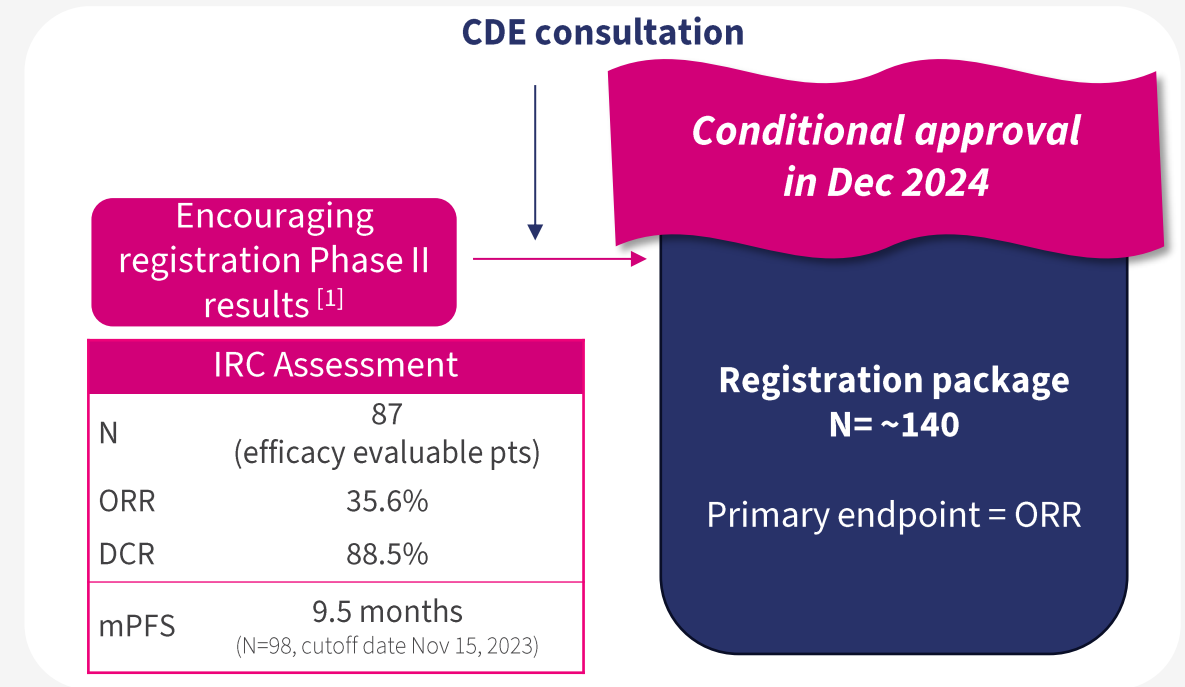 CDE consultation
Conditional approval
in Dec 2024
Encouraging
registration Phase II
results [1]
IRC Assessment
N
87
(efficacy evaluable pts)
ORR
35.6%
DCR
88.5%
mPFS
9.5 months
(N=98, cutoff date Nov 15, 2023)
Registration package
N= ~140
Primary endpoint = ORR